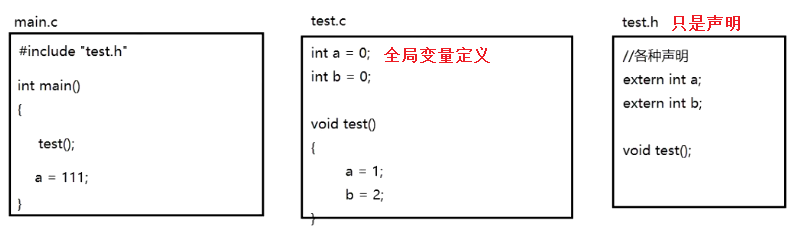 main.c
#include "test.h"
int main()
{
test();
a = 111;
}
test.c
int a = 0; 全局变量定义
int b = 0;
void test()
{
a = 1;
b = 2;
}
test.h 只是声明
//各种声明
extern int a;
extern int b;
void test();